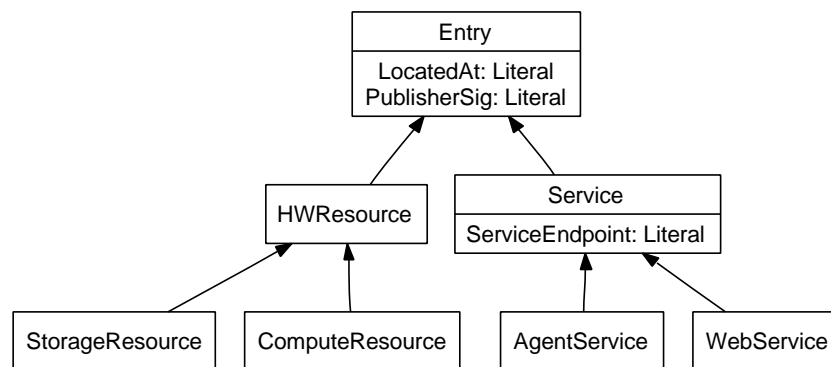 Entry
LocatedAt: Literal
PublisherSig: Literal
HWResource
Service
ServiceEndpoint: Literal
StorageResource
ComputeResource
AgentService
WebService